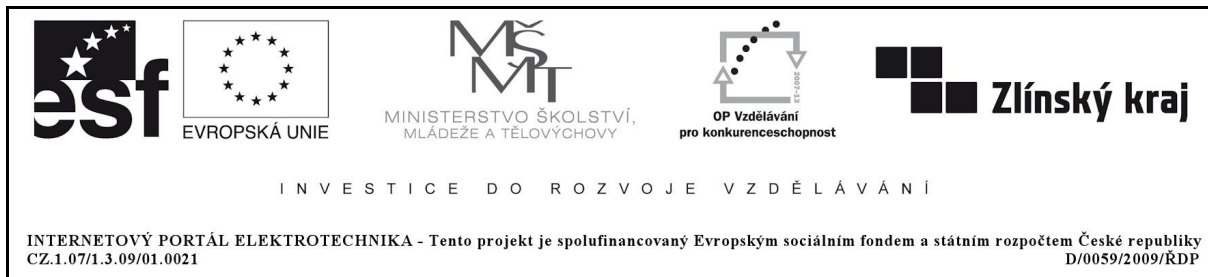 esf
EVROPSKÁ UNIE
MŠMT
MINISTERSTVO ŠKOLSTVÍ,
MLÁDEŽE A TĚLOVÝCHOVY
2007-13
OP Vzdělávání
pro konkurenceschopnost
Zlínský kraj
INVESTICE DO ROZVOJE VZDĚLÁVÁNÍ
INTERNETOVÝ PORTÁL ELEKTROTECHNIKA - Tento projekt je spolufinancovaný Evropským sociálním fondem a státním rozpočtem České republiky
CZ.1.07/1.3.09/01.0021 D/0059/2009/ŘDP